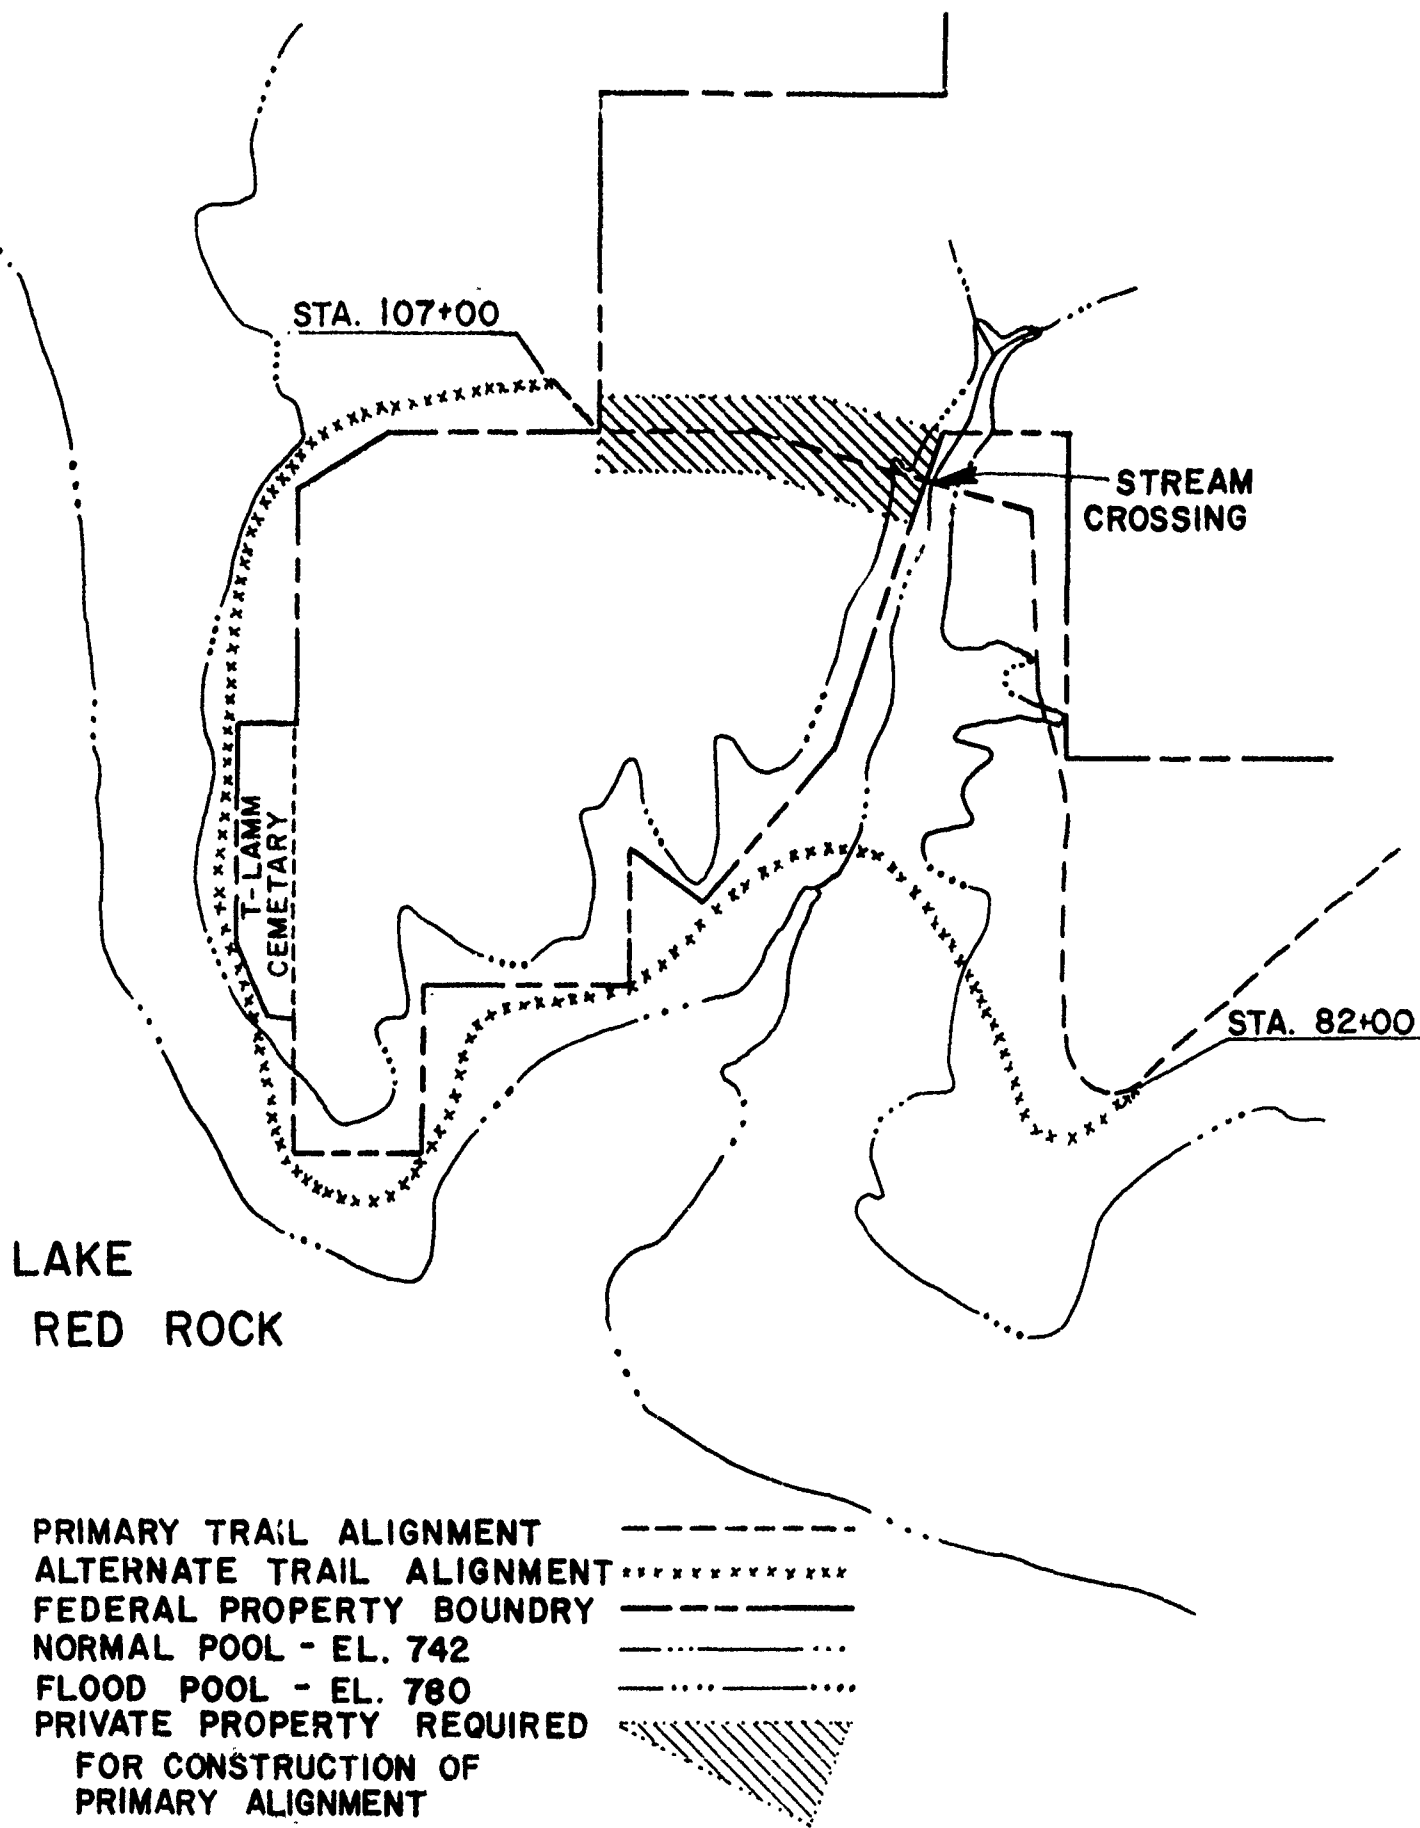 STA. 107+00
STREAM
CROSSING
T-LAMM
CEMETARY
STA. 82+00
LAKE
RED ROCK
PRIMARY TRAIL ALIGNMENT
ALTERNATE TRAIL ALIGNMENT
FEDERAL PROPERTY BOUNDRY
NORMAL POOL - EL. 742
FLOOD POOL - EL. 780
PRIVATE PROPERTY REQUIRED
FOR CONSTRUCTION OF
PRIMARY ALIGNMENT